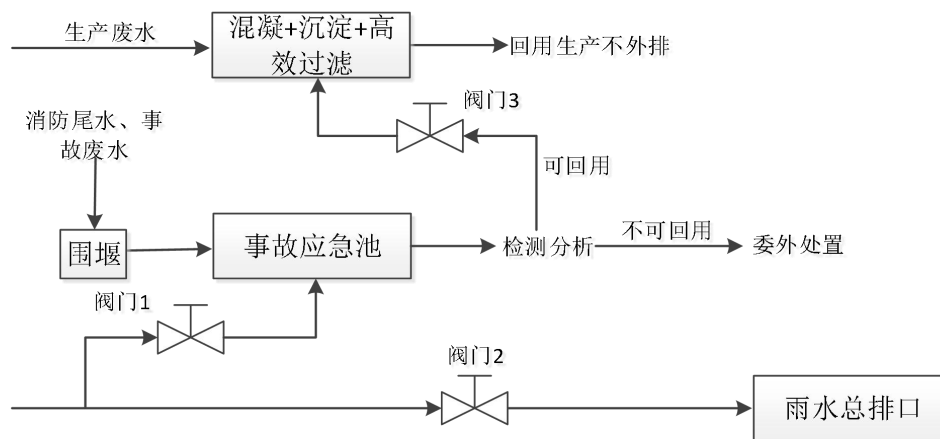 生产废水
混凝+沉淀+高
效过滤
回用生产不外排
阀门3
消防尾水、事
故废水
可回用
围堰
事故应急池
检测分析
不可回用
委外处置
阀门1
阀门2
雨水总排口